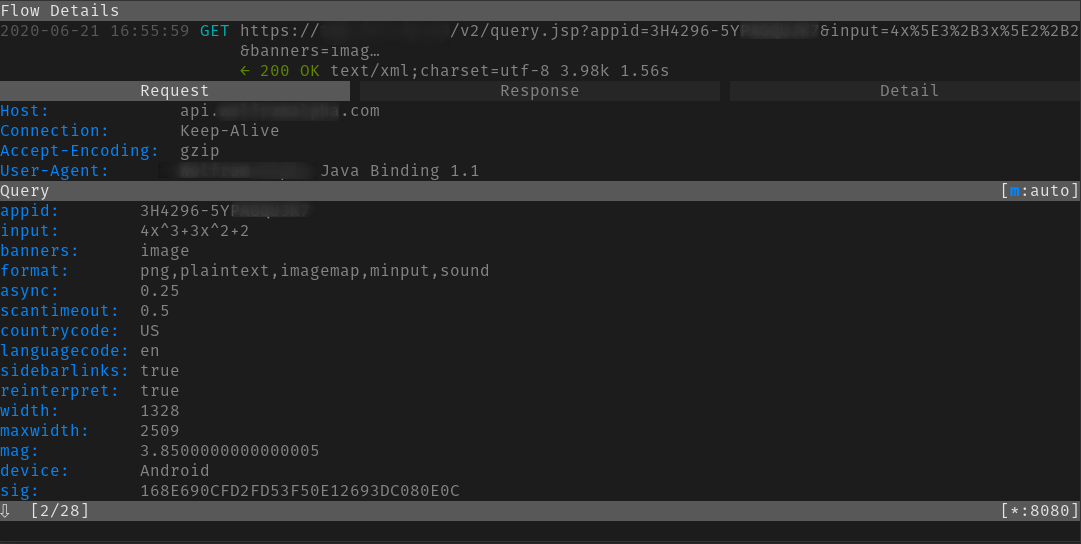 Flow Details
2020-06-21 16:55:59 GET https:// /v2/query.jsp?appid=3H4296-5Y &input=4x%5E3%2B3x%5E2%2B2
&banners=imag…
← 200 OK text/xml;charset=utf-8 3.98k 1.56s
Request Response Detail
Host: api. .com
Connection: Keep-Alive
Accept-Encoding: gzip
User-Agent: Java Binding 1.1
Query [m:auto]
appid: 3H4296-5Y
input: 4x^3+3x^2+2
banners: image
format: png,plaintext,imagemap,minput,sound
async: 0.25
scantimeout: 0.5
countrycode: US
languagecode: en
sidebarlinks: true
reinterpret: true
width: 1328
maxwidth: 2509
mag: 3.8500000000000005
device: Android
sig: 168E690CFD2FD53F50E12693DC080E0C
⇩ [2/28] [*:8080]